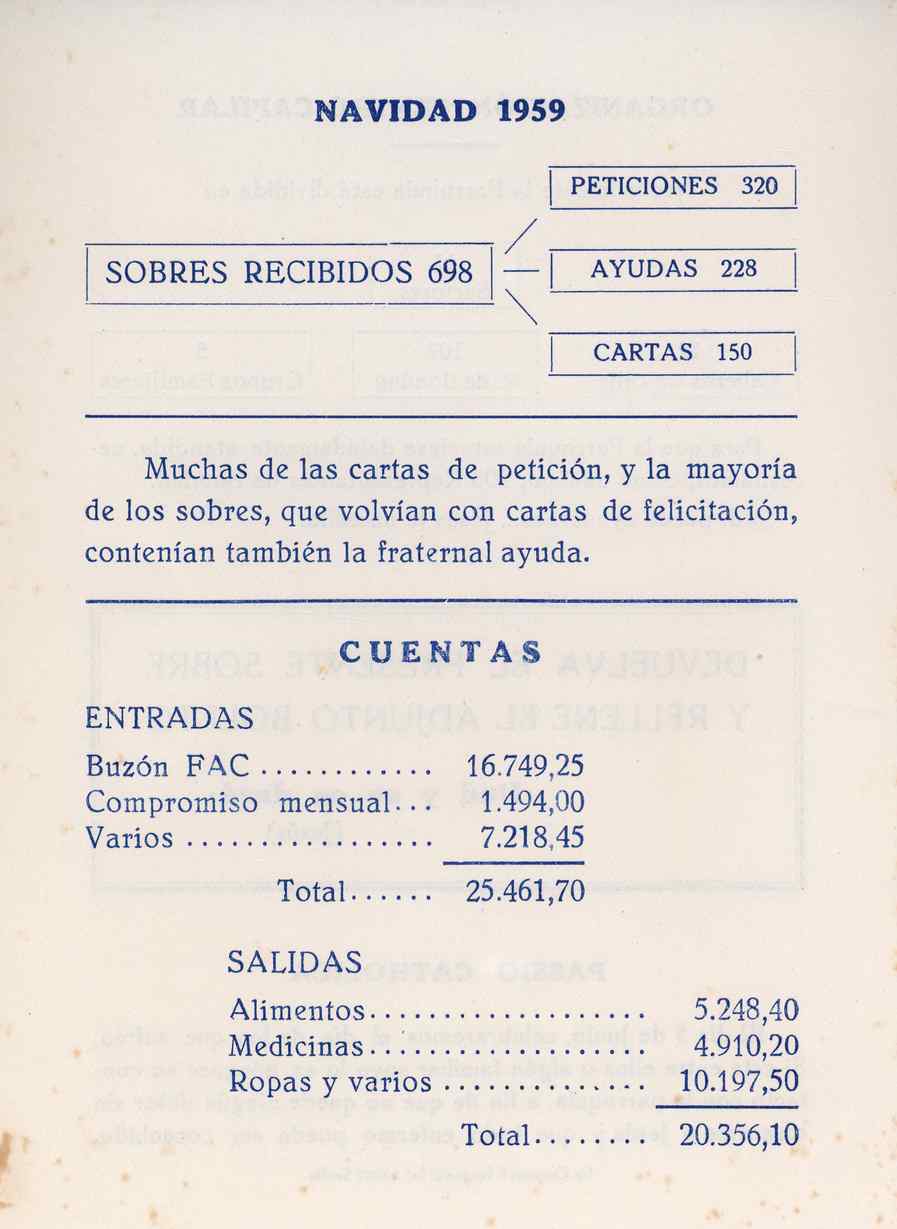 NAVIDAD 1959
PETICIONES 320
SOBRES RECIBIDOS 698
AYUDAS 228
CARTAS 150
Muchas de las cartas de petición, y la mayoría
de los sobres, que volvían con cartas de felicitación,
contenían también la fraternal ayuda.
CUENTAS
ENTRADAS
Buzón FAC ............ 16.749,25
Compromiso mensual... 1.494,00
Varios ................. 7.218,45
Total...... 25.461,70
SALIDAS
Alimentos................... 5.248,40
Medicinas................... 4.910,20
Ropas y varios .............. 10.197,50
Total........ 20.356,10